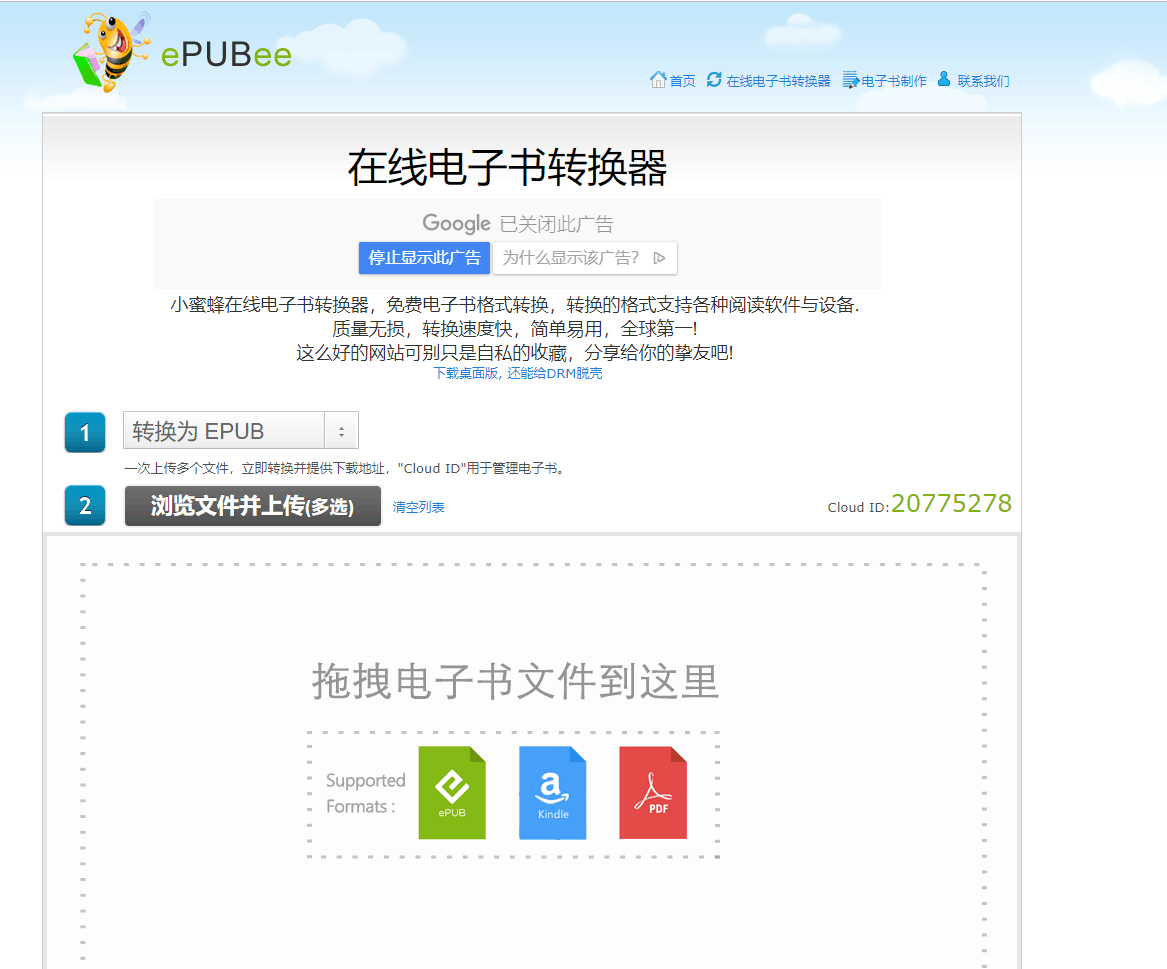 ePUBee
首页 在线电子书转换器 电子书制作 联系我们
在线电子书转换器
Google 已关闭此广告
停止显示此广告 为什么显示该广告?
小蜜蜂在线电子书转换器，免费电子书格式转换，转换的格式支持各种阅读软件与设备.
质量无损，转换速度快，简单易用，全球第一!
这么好的网站可别只是自私的收藏，分享给你的挚友吧!
下载桌面版, 还能给DRM脱壳
1 转换为 EPUB
一次上传多个文件，立即转换并提供下载地址，"Cloud ID"用于管理电子书。
2 浏览文件并上传(多选) 清空列表 Cloud ID:20775278
拖拽电子书文件到这里
Supported
Formats :
ePUB
a Kindle
PDF